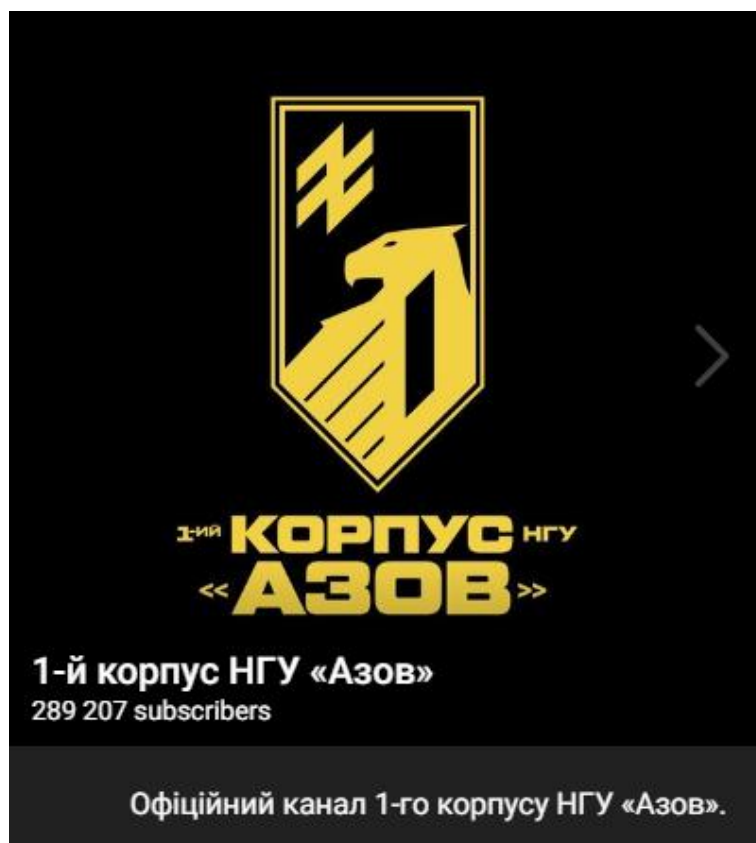 1-ий КОРПУС НГУ
«АЗОВ»
1-й корпус НГУ «Азов»
289 207 subscribers
Офіційний канал 1-го корпусу НГУ «Азов».